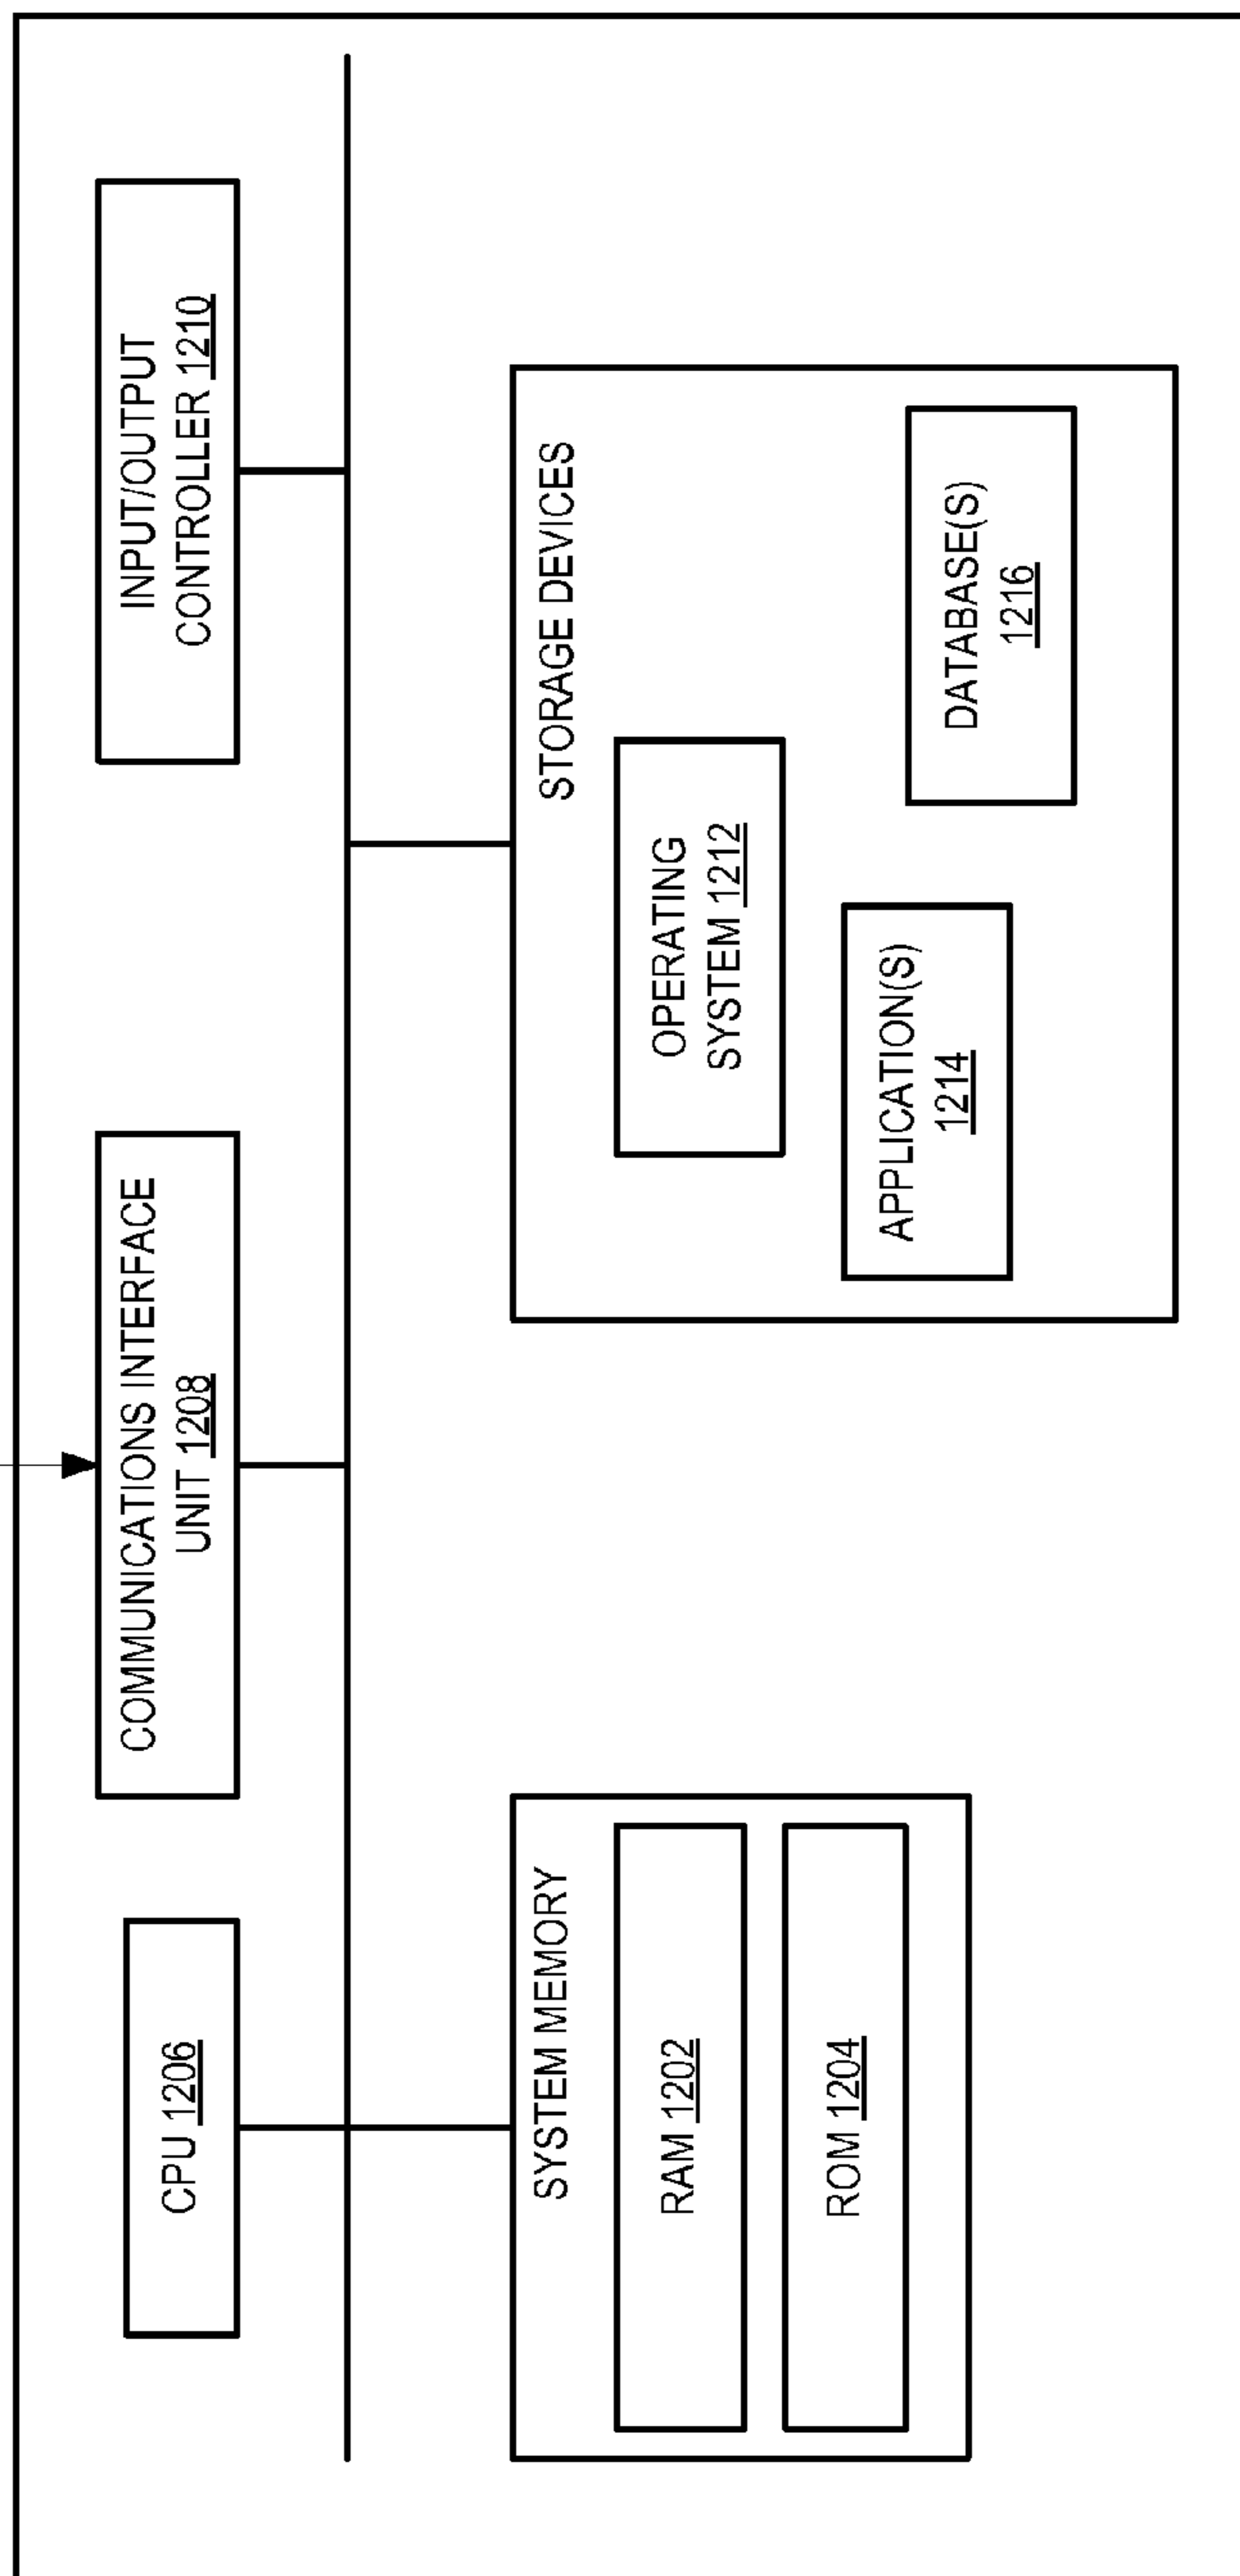 CPU 1206
COMMUNICATIONS INTERFACE
UNIT 1208
INPUT/OUTPUT
CONTROLLER 1210
SYSTEM MEMORY
RAM 1202
ROM 1204
STORAGE DEVICES
OPERATING
SYSTEM 1212
APPLICATION(S)
1214
DATABASE(S)
1216